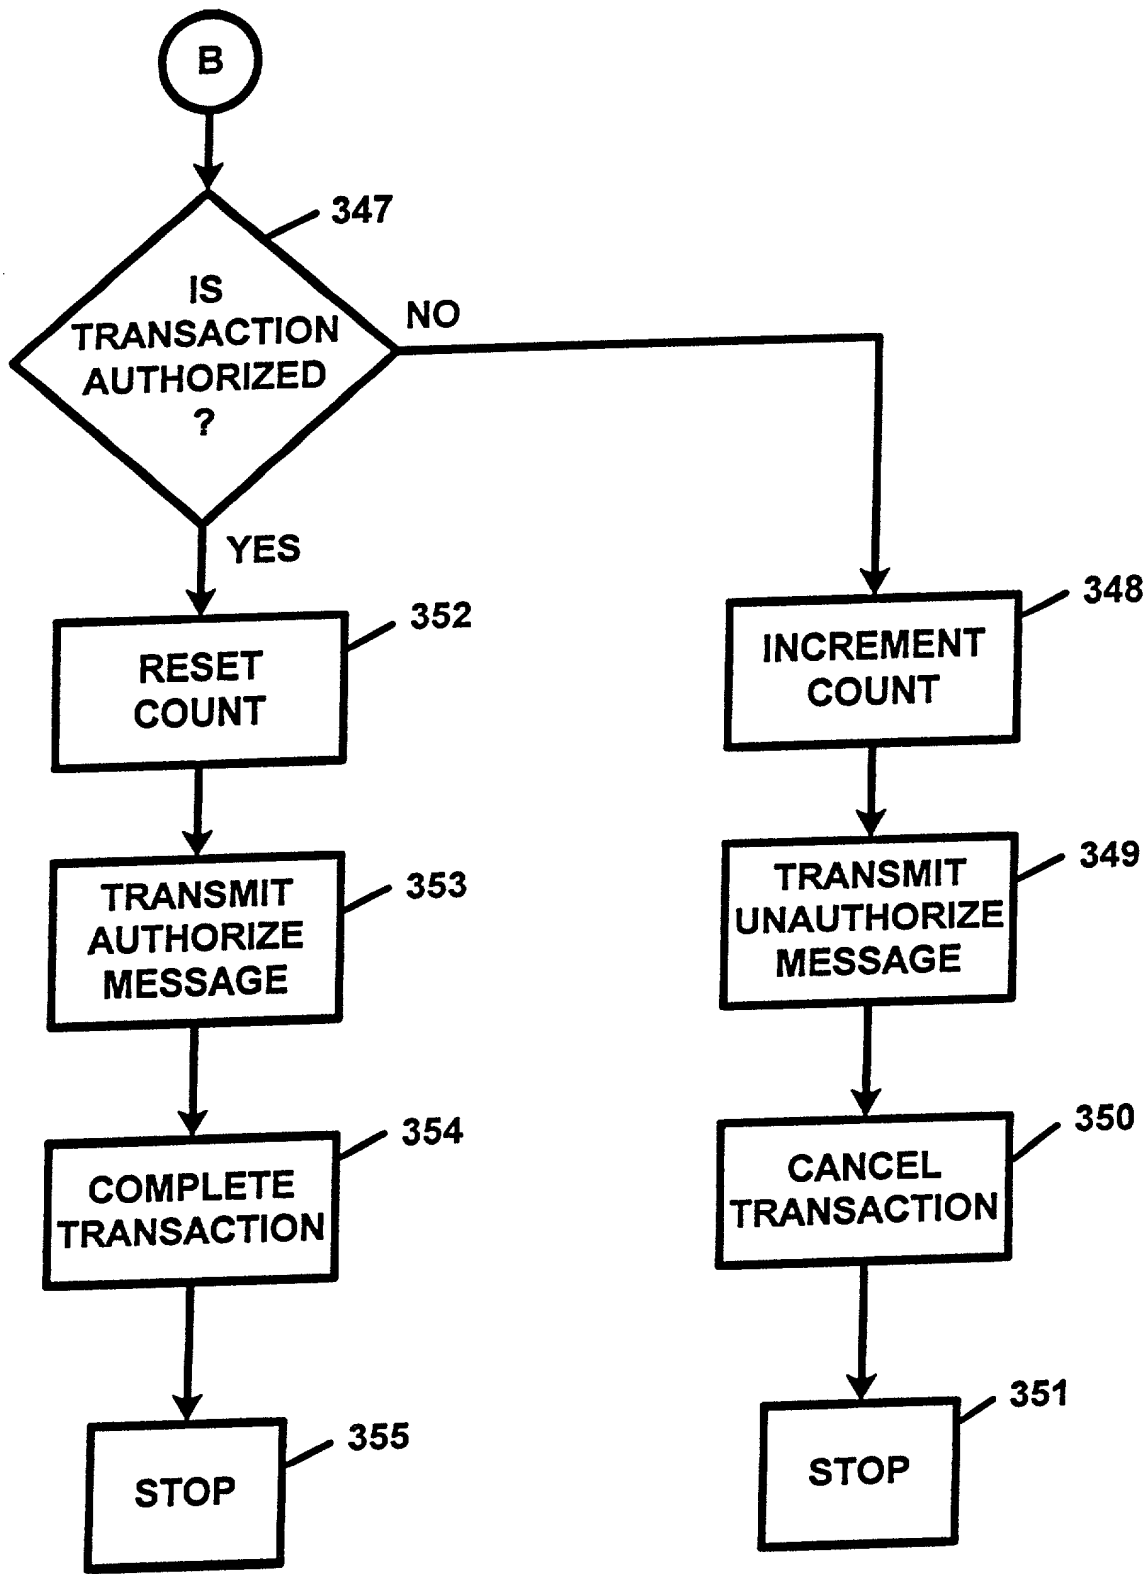 B
347
IS
TRANSACTION
AUTHORIZED
?
NO
YES
352
RESET
COUNT
353
TRANSMIT
AUTHORIZE
MESSAGE
354
COMPLETE
TRANSACTION
355
STOP
348
INCREMENT
COUNT
349
TRANSMIT
UNAUTHORIZE
MESSAGE
350
CANCEL
TRANSACTION
351
STOP